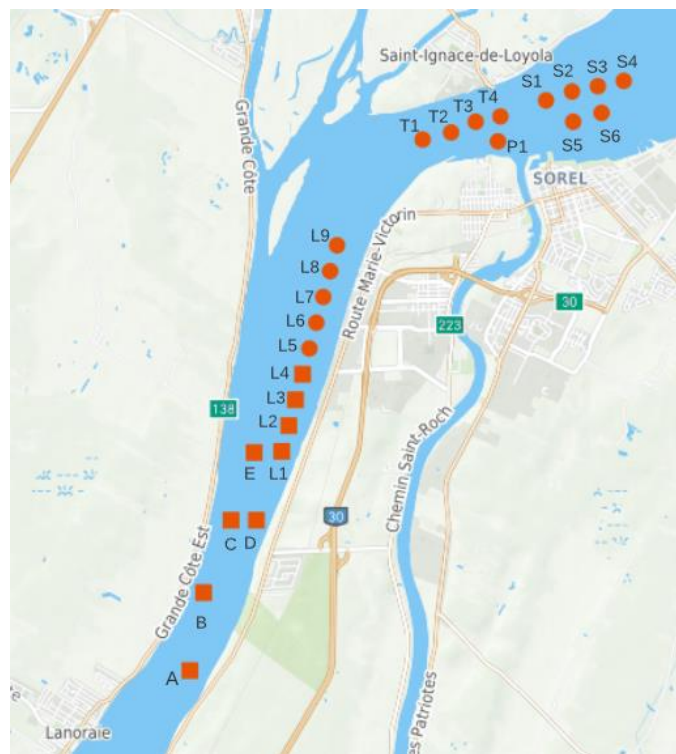 Saint-Ignace-de-Loyola
S1
S2
S3
S4
T1
T2
T3
T4
P1
S5
S6
SOREL
Grande Côte
Route Marie-Victorin
L9
L8
L7
L6
L5
L4
L3
L2
L1
E
30
223
138
Chemin Saint-Roch
30
C
D
Grande Côte Est
B
A
Lanoraie
es Patriotes